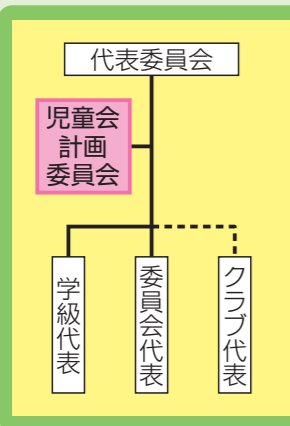 代表委員会
児童会
計画
委員会
学級代表
委員会代表
クラブ代表